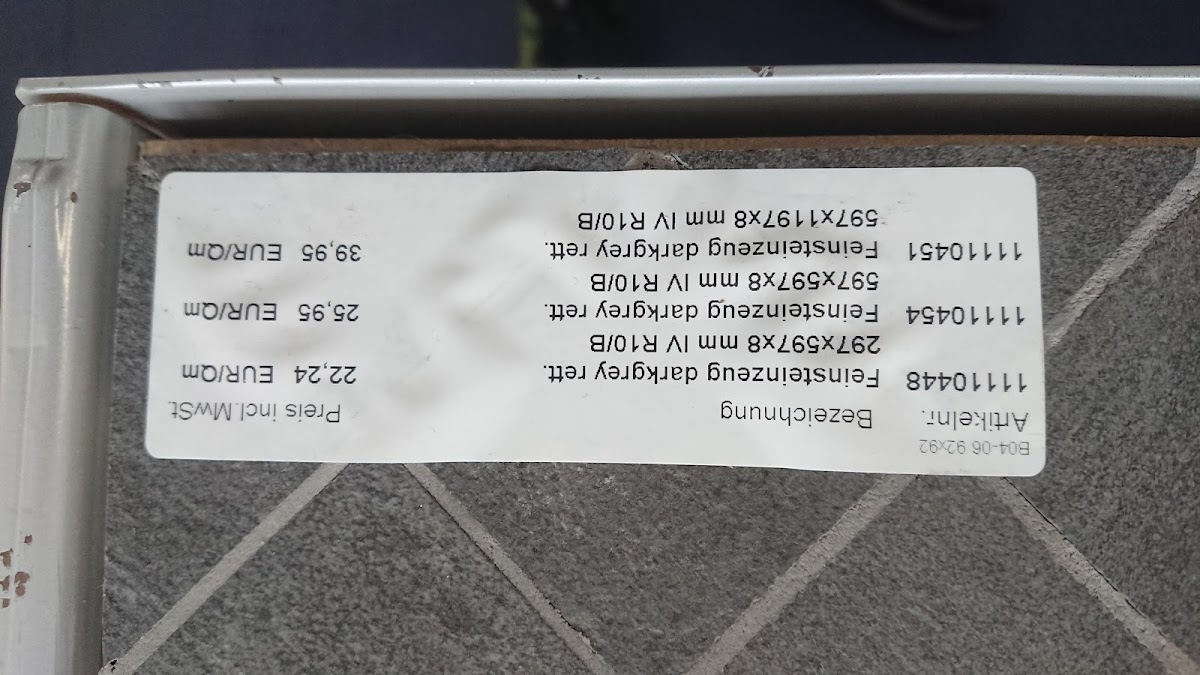 B04-06 92x92
Artikelnr. Bezeichnung Preis incl.MwSt.
11110448 Feinsteinzeug darkgrey rett. 22,24 EUR/Qm
297x597x8 mm IV R10/B
11110454 Feinsteinzeug darkgrey rett. 25,95 EUR/Qm
597x597x8 mm IV R10/B
11110451 Feinsteinzeug darkgrey rett. 39,95 EUR/Qm
597x1197x8 mm IV R10/B